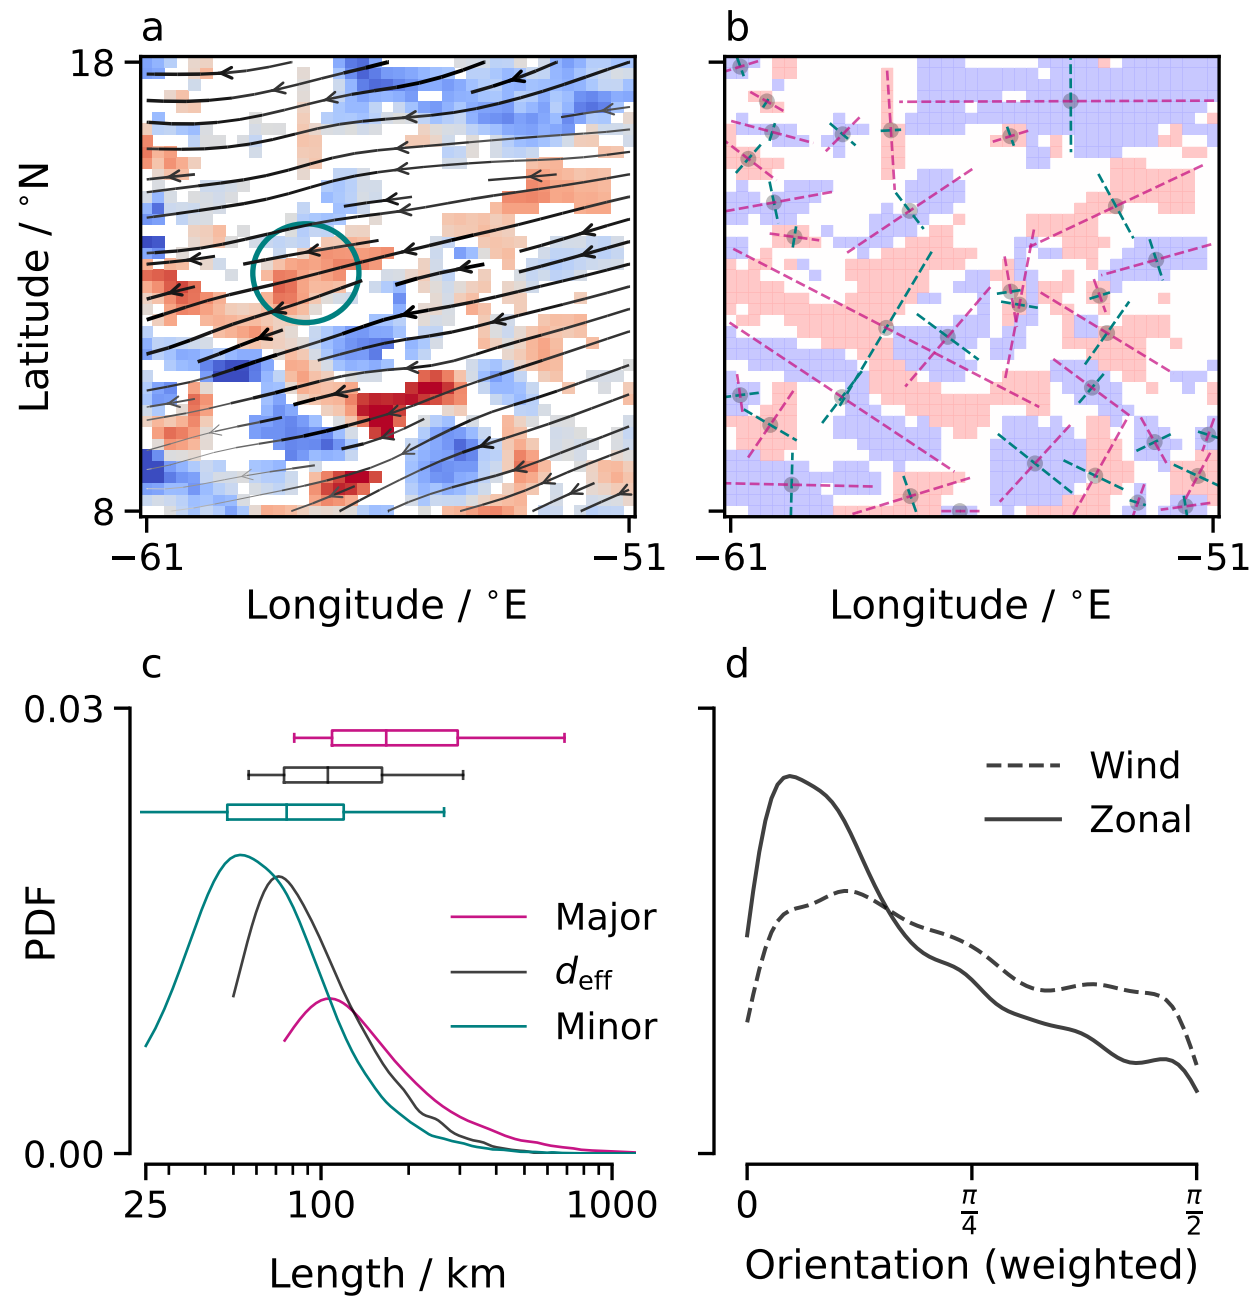 a
b
18
8
Latitude / °N
−61
−51
−61
−51
Longitude / °E
Longitude / °E
c
d
0.03
0.00
PDF
Major
d_eff
Minor
Wind
Zonal
25
100
1000
0
π/4
π/2
Length / km
Orientation (weighted)